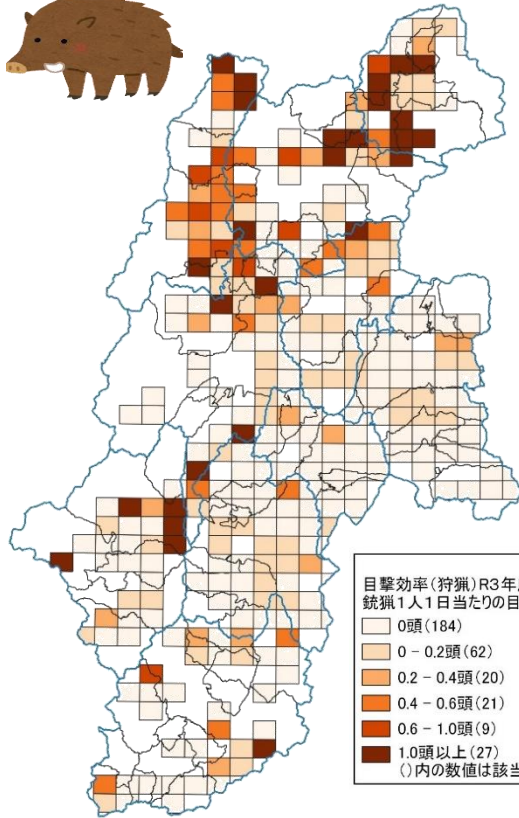 目撃効率(狩猟)R3年
銃猟1人1日当たりの目
0頭(184)
0 - 0.2頭(62)
0.2 - 0.4頭(20)
0.4 - 0.6頭(21)
0.6 - 1.0頭(9)
1.0頭以上(27)
()内の数値は該当